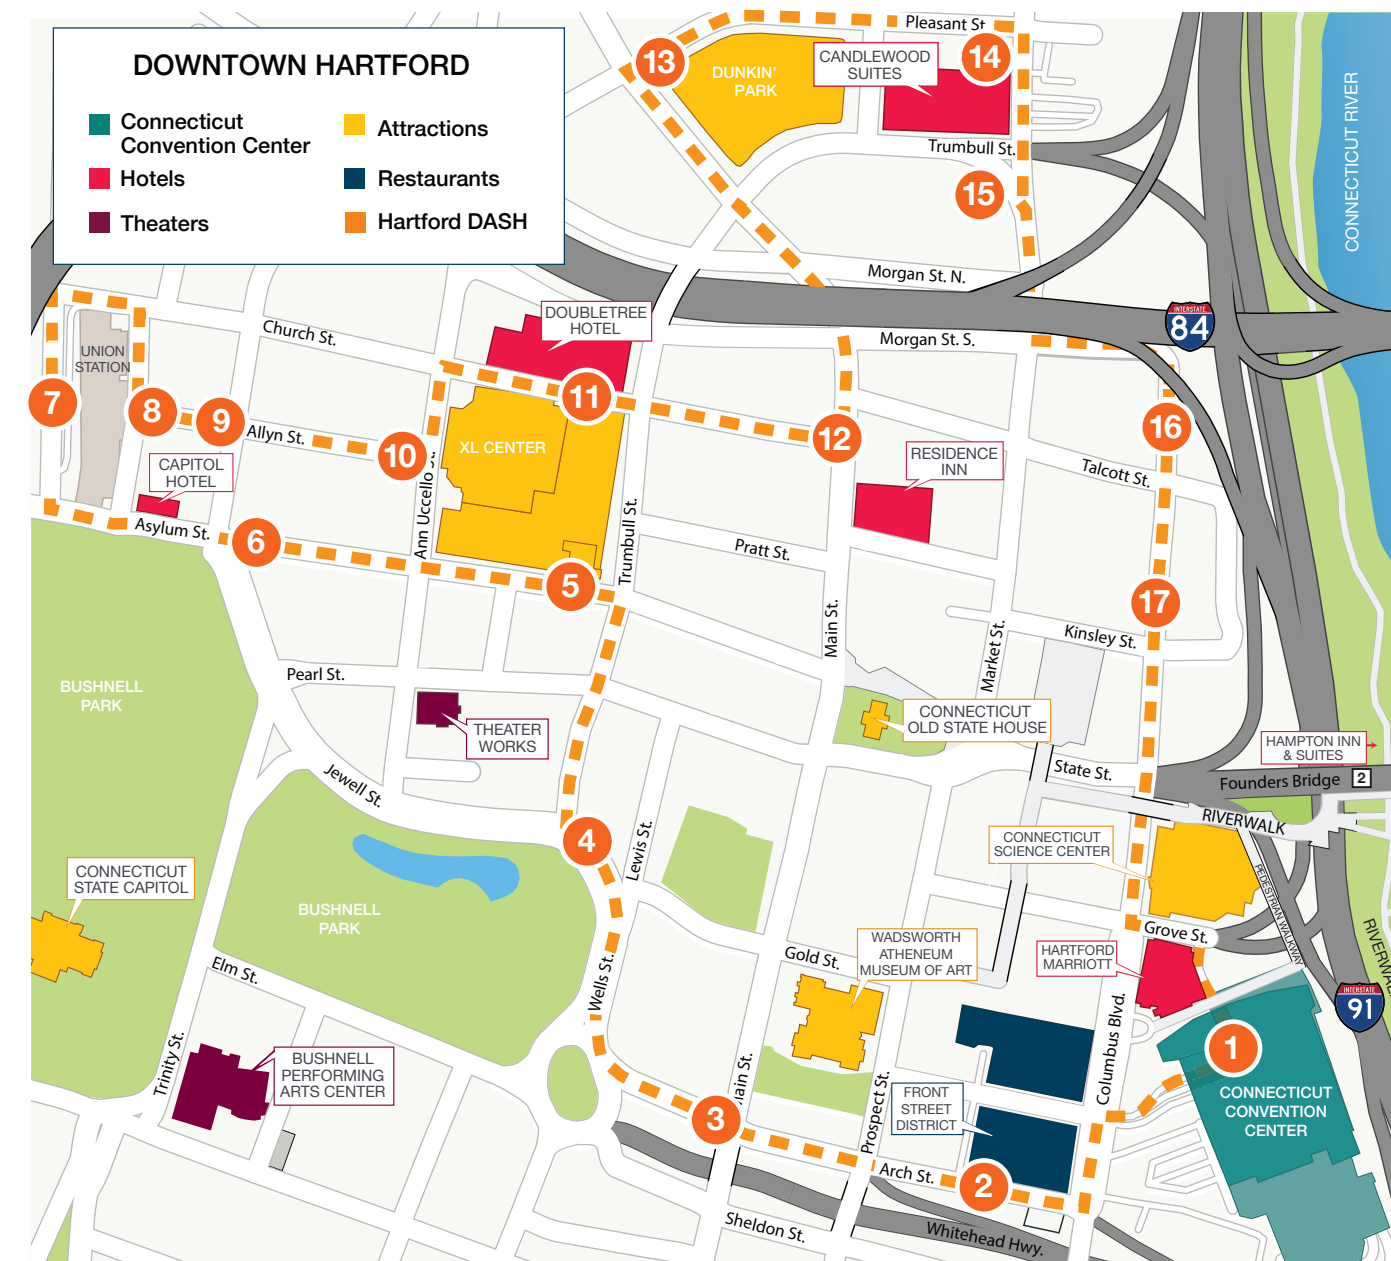 DOWNTOWN HARTFORD
Connecticut
Convention Center
Attractions
Hotels
Restaurants
Theaters
Hartford DASH
Pleasant St
13
14
DUNKIN'
PARK
CANDLEWOOD
SUITES
CONNECTICUT RIVER
Trumbull St.
15
Morgan St. N.
DOUBLETREE
HOTEL
INTERSTATE
84
Church St.
Morgan St. S.
UNION
STATION
7
8
9
Allyn St.
10
11
12
16
XL CENTER
RESIDENCE
INN
CAPITOL
HOTEL
Talcott St.
Asylum St.
6
Ann Uccello St.
Trumbull St.
Pratt St.
5
17
Main St.
Market St.
Kinsley St.
Pearl St.
BUSHNELL
PARK
THEATER
WORKS
CONNECTICUT
OLD STATE HOUSE
HAMPTON INN
& SUITES
State St.
Founders Bridge
2
Jewell St.
RIVERWALK
4
Lewis St.
CONNECTICUT
SCIENCE CENTER
PEDESTRIAN WALKWAY
CONNECTICUT
STATE CAPITOL
BUSHNELL
PARK
Grove St.
RIVERWA
WADSWORTH
ATHENEUM
MUSEUM OF ART
Gold St.
HARTFORD
MARRIOTT
Elm St.
Wells St.
INTERSTATE
91
Columbus Blvd.
Trinity St.
1
BUSHNELL
PERFORMING
ARTS CENTER
Main St.
Prospect St.
FRONT
STREET
DISTRICT
CONNECTICUT
CONVENTION
CENTER
3
Arch St.
2
Sheldon St.
Whitehead Hwy.